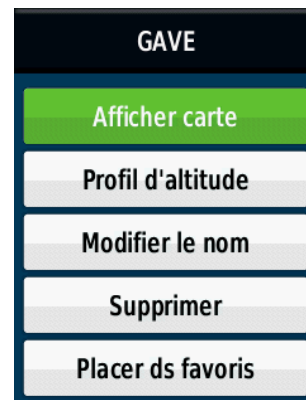 GAVE
Afficher carte
Profil d'altitude
Modifier le nom
Supprimer
Placer ds favoris